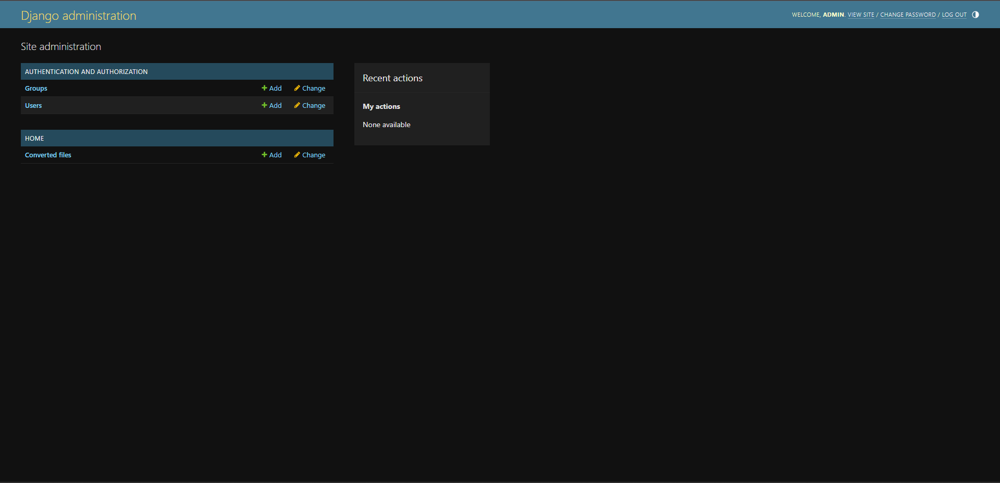 Django administration
WELCOME, ADMIN. VIEW SITE / CHANGE PASSWORD / LOG OUT
Site administration
AUTHENTICATION AND AUTHORIZATION
Groups Add Change
Users Add Change
HOME
Converted files Add Change
Recent actions
My actions
None available